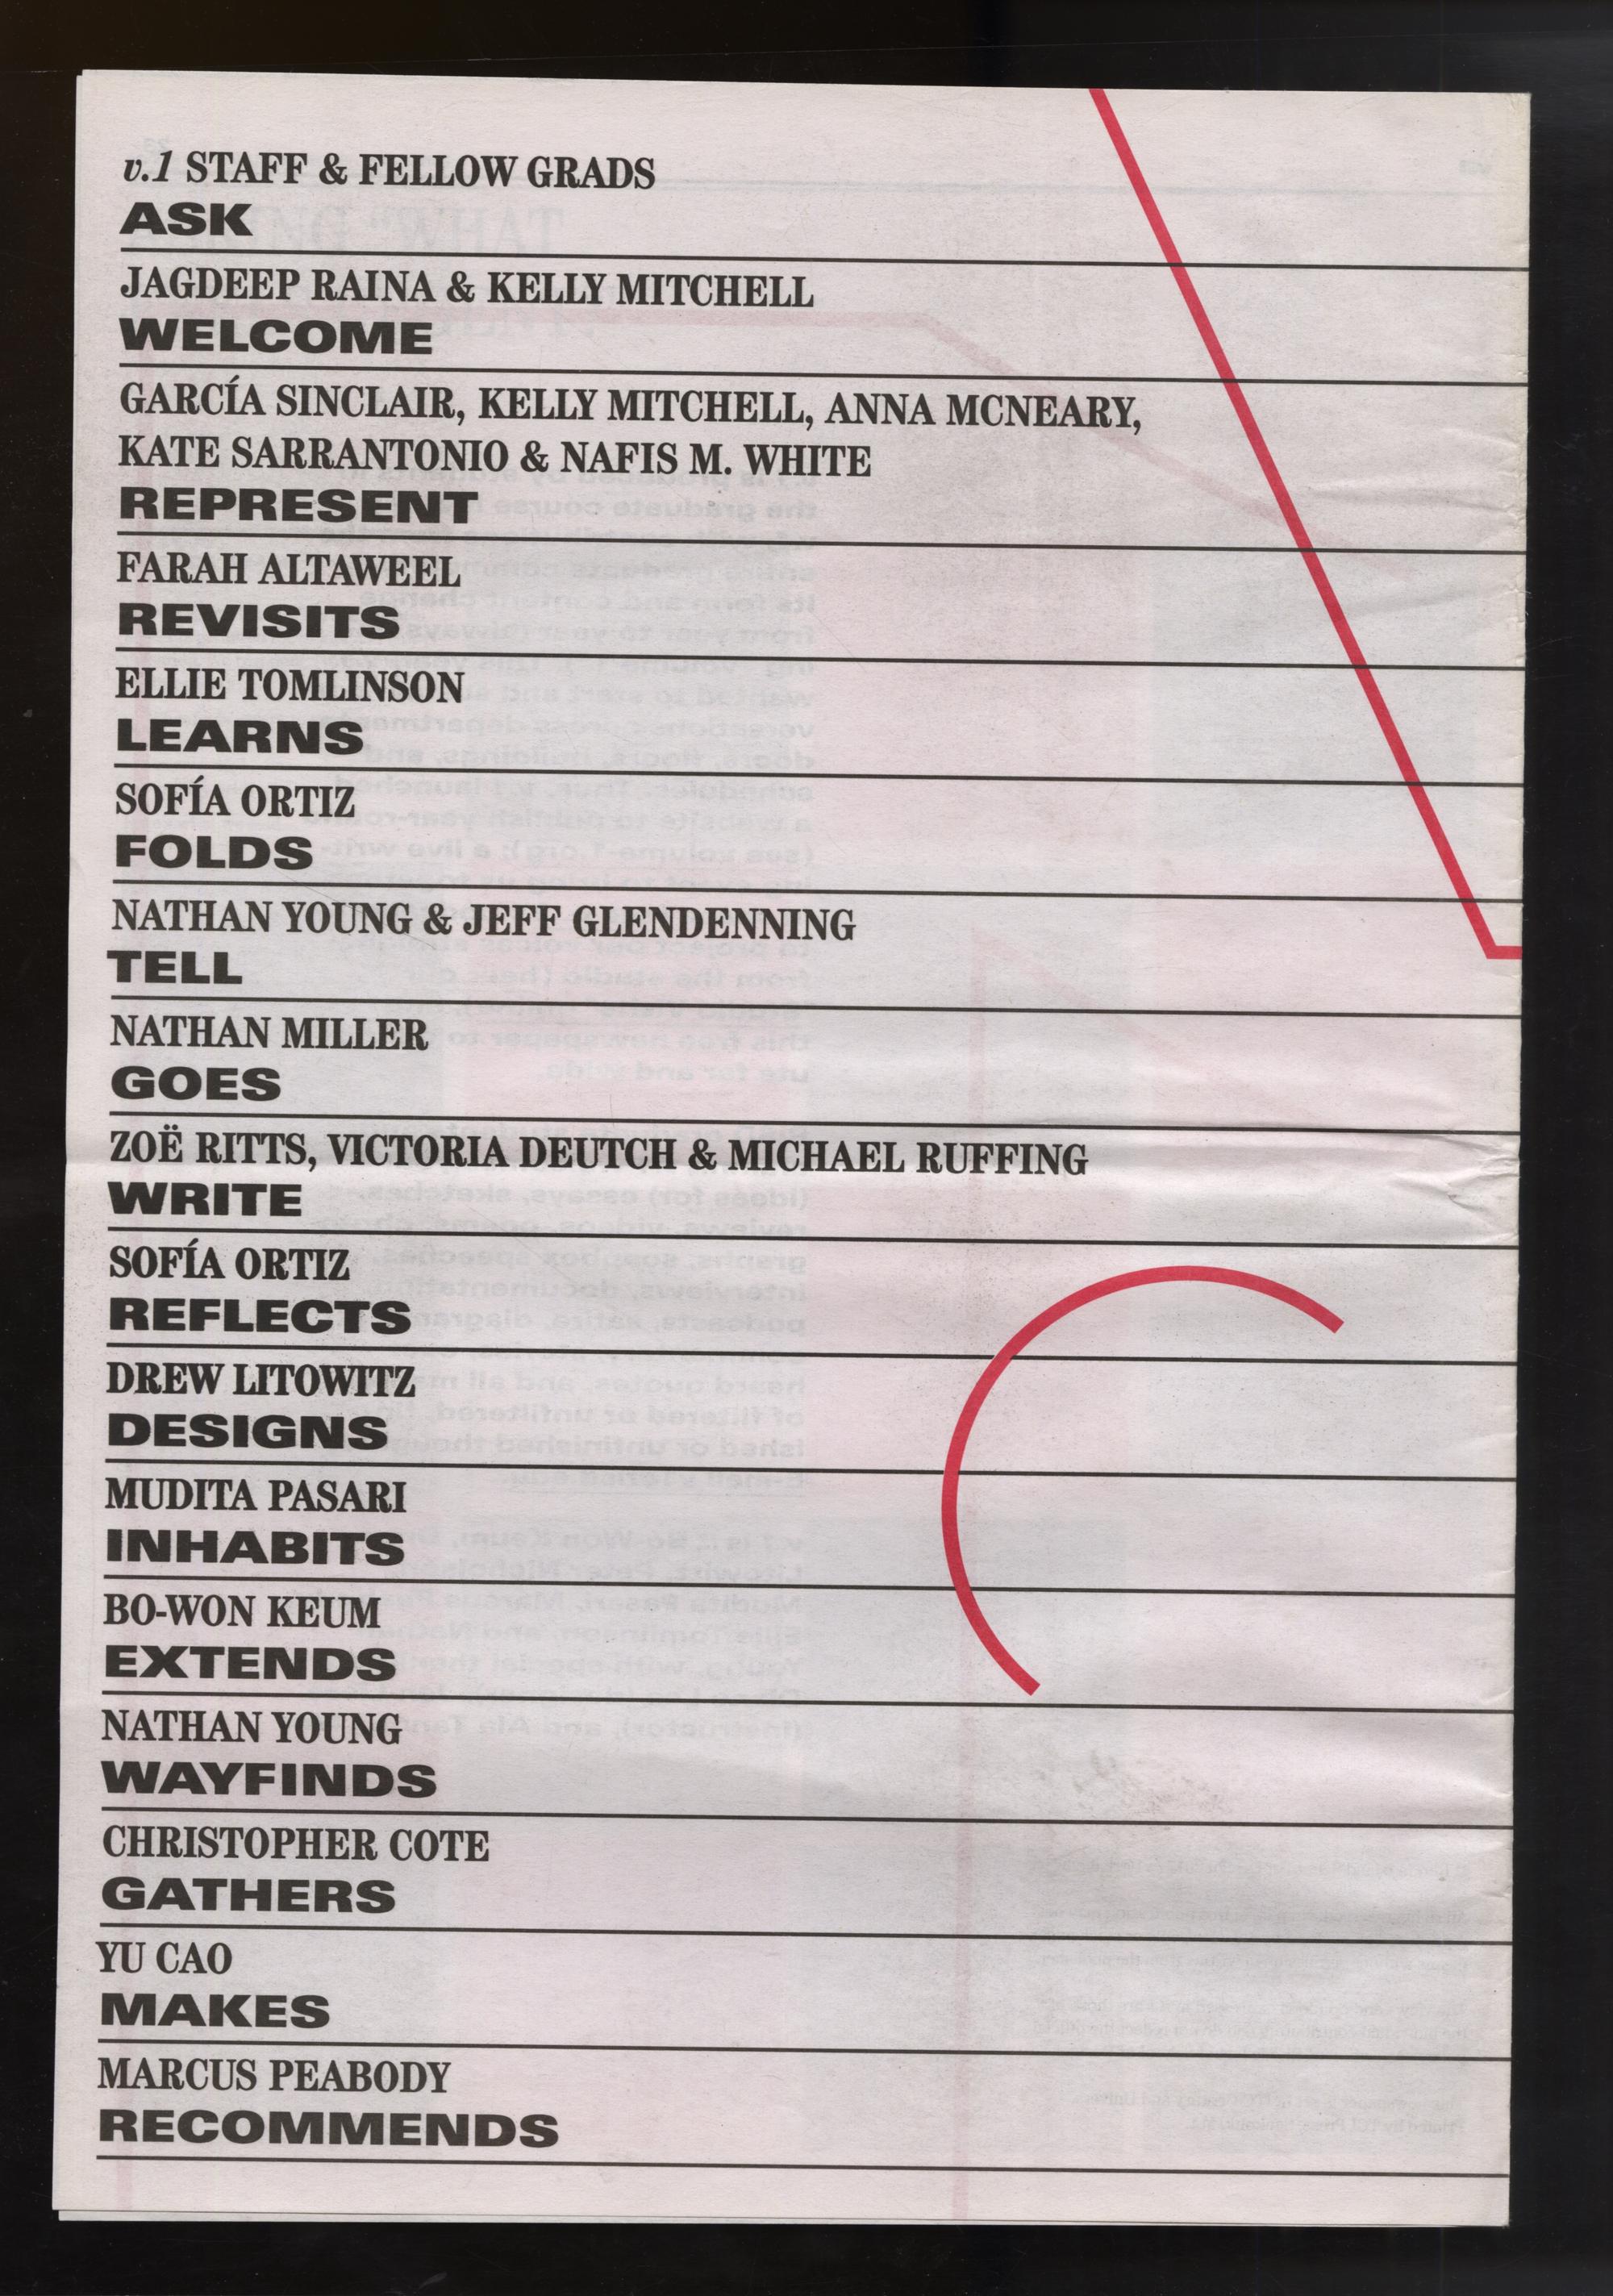 v.1 STAFF & FELLOW GRADS
ASK
JAGDEEP RAINA & KELLY MITCHELL
WELCOME
GARCÍA SINCLAIR, KELLY MITCHELL, ANNA MCNEARY,
KATE SARRANTONIO & NAFIS M. WHITE
REPRESENT
FARAH ALTAWEEL
REVISITS
ELLIE TOMLINSON
LEARNS
SOFÍA ORTIZ
FOLDS
NATHAN YOUNG & JEFF GLENDENNING
TELL
NATHAN MILLER
GOES
ZOË RITTS, VICTORIA DEUTCH & MICHAEL RUFFING
WRITE
SOFÍA ORTIZ
REFLECTS
DREW LITOWITZ
DESIGNS
MUDITA PASARI
INHABITS
BO-WON KEUM
EXTENDS
NATHAN YOUNG
WAYFINDS
CHRISTOPHER COTE
GATHERS
YU CAO
MAKES
MARCUS PEABODY
RECOMMENDS